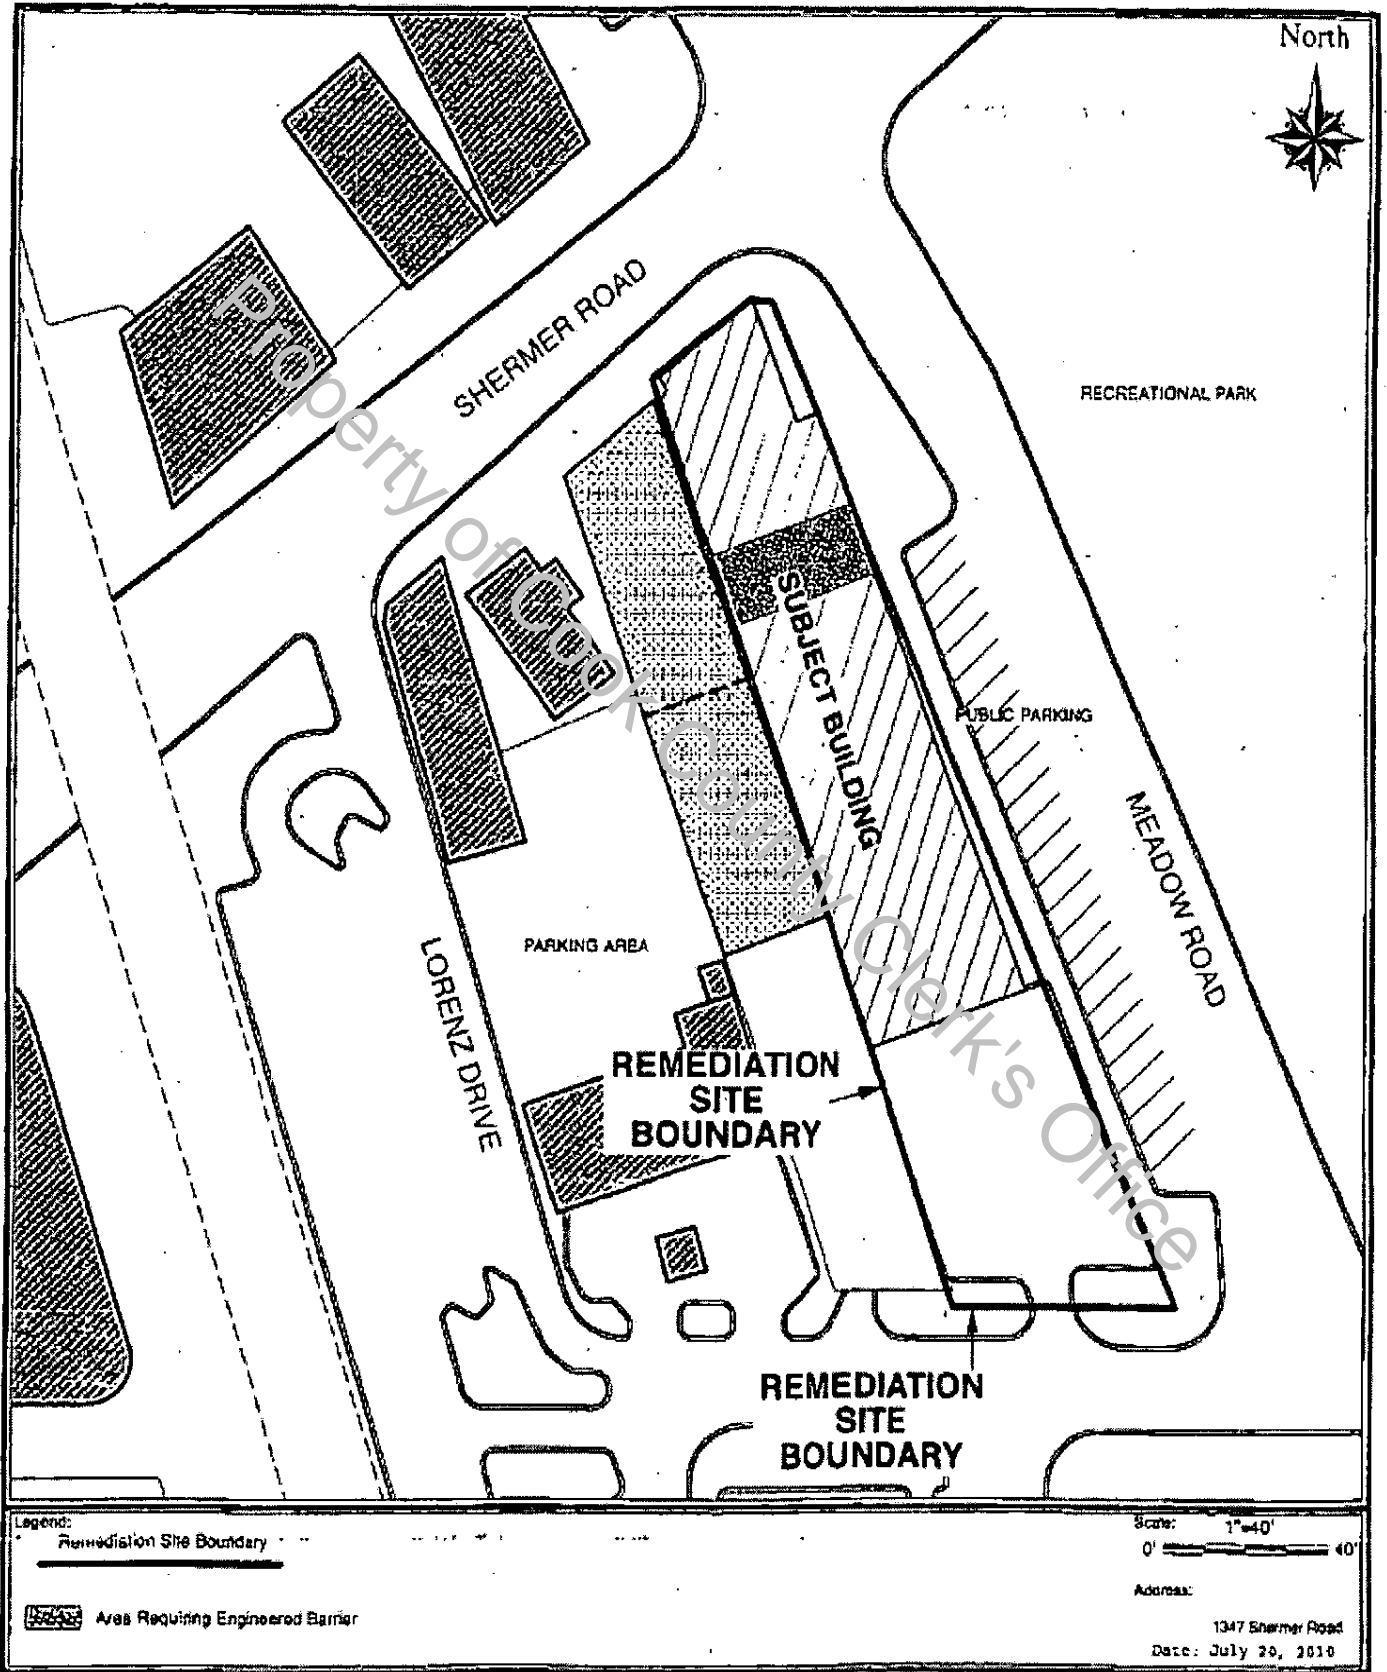 North
SHERMER ROAD
RECREATIONAL PARK
SUBJECT BUILDING
PUBLIC PARKING
MEADOW ROAD
PARKING AREA
LORENZ DRIVE
REMEDIATION
SITE
BOUNDARY
REMEDIATION
SITE
BOUNDARY
Property of Cook County Clerk's Office
Legend:
Remediation Site Boundary
Area Requiring Engineered Barrier
Scale: 1"=40'
0' 40'
Address:
1347 Shermer Road
Date: July 20, 2010